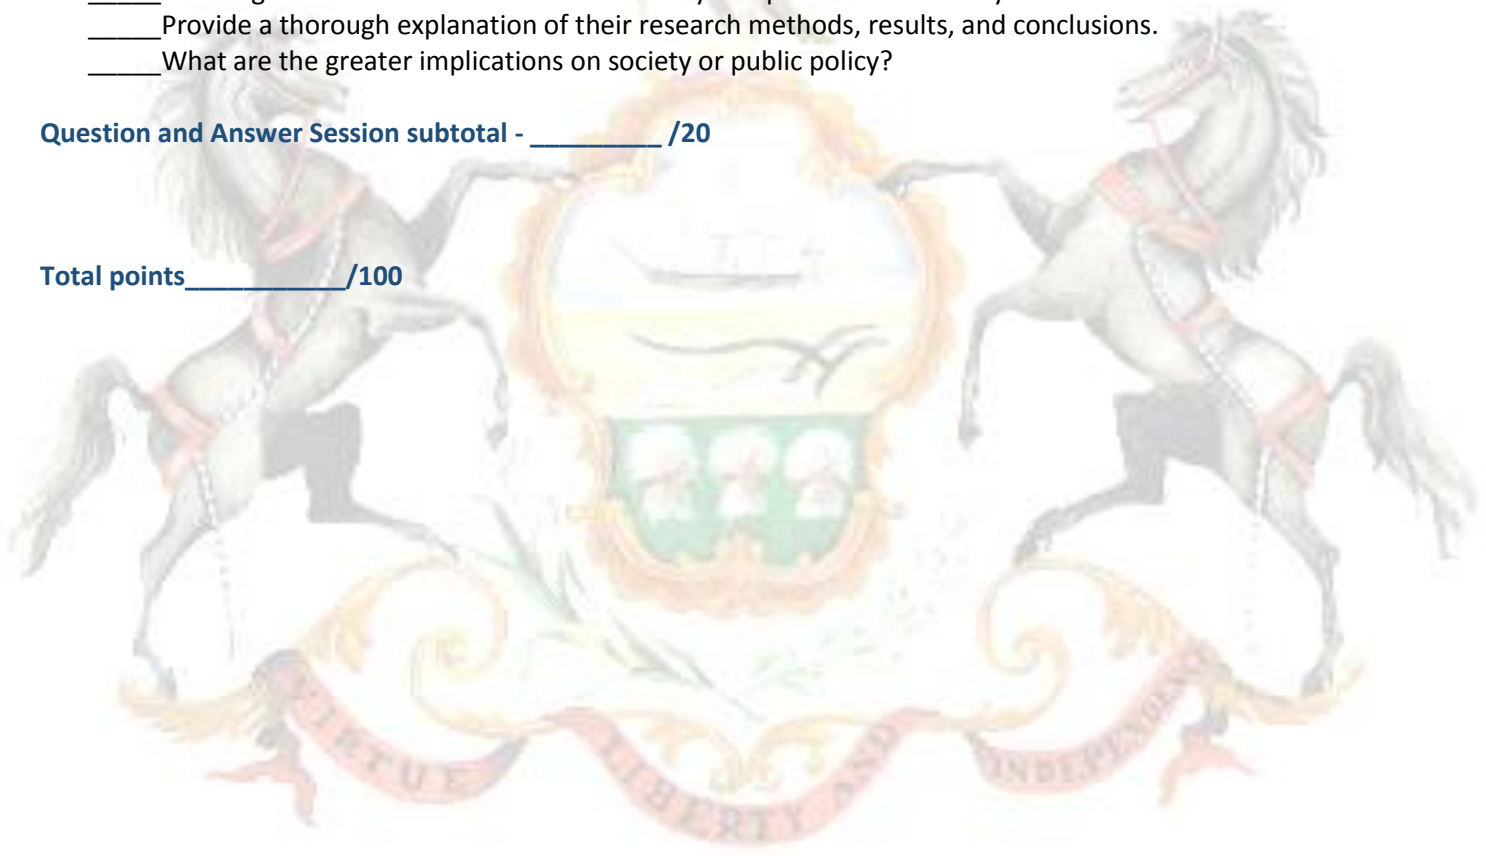 _____Provide a thorough explanation of their research methods, results, and conclusions.
_____What are the greater implications on society or public policy?
Question and Answer Session subtotal - _________ /20
Total points___________/100
VIRTUE LIBERTY AND INDEPENDENCE